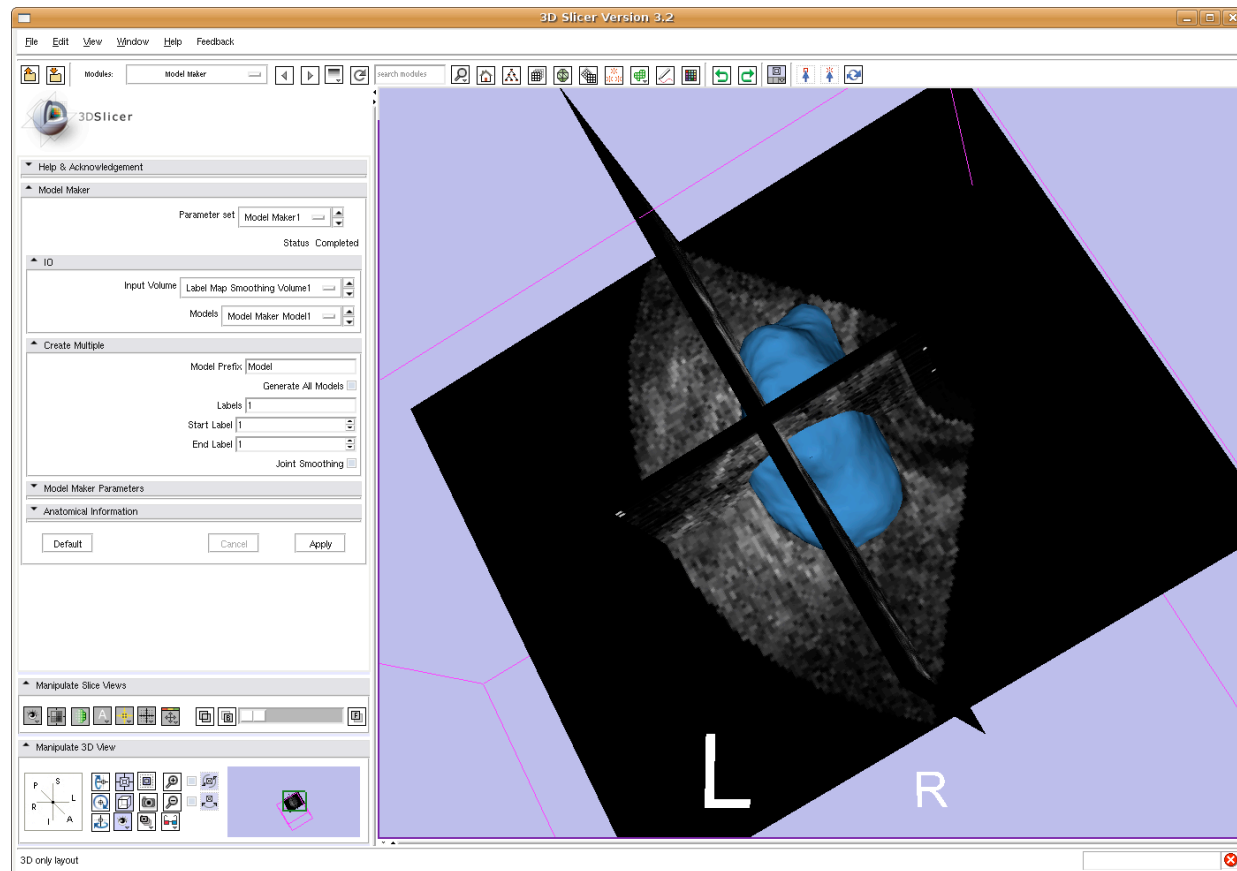 3D Slicer Version 3.2
File Edit View Window Help Feedback
Modules: Model Maker search modules
3DSlicer
Help & Acknowledgement
Model Maker
Parameter set Model Maker1
Status Completed
IO
Input Volume Label Map Smoothing Volume1
Models Model Maker Model1
Create Multiple
Model Prefix Model
Generate All Models
Labels 1
Start Label 1
End Label 1
Joint Smoothing
Model Maker Parameters
Anatomical Information
Default Cancel Apply
Manipulate Slice Views
A B F
Manipulate 3D View
P S
R L
I A
L R
3D only layout